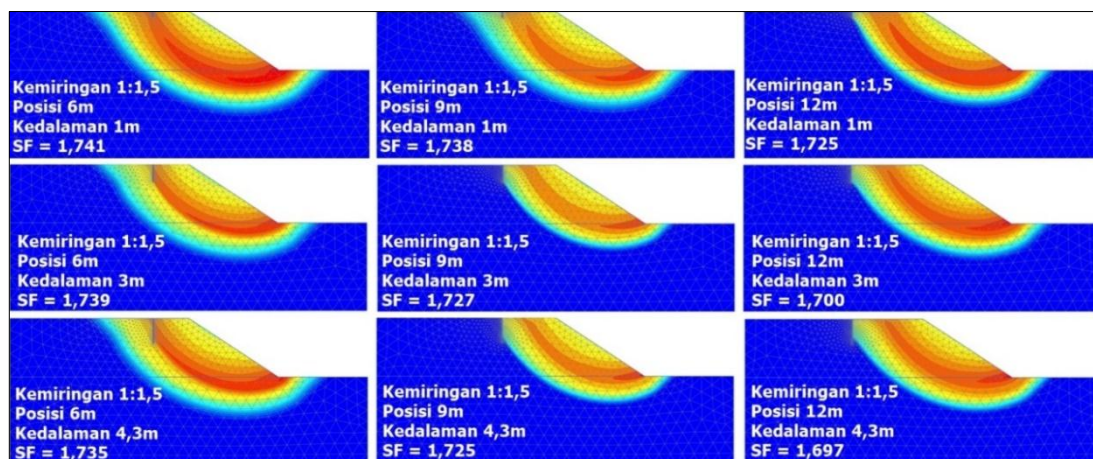 Kemiringan 1:1,5
Posisi 6m
Kedalaman 1m
SF = 1,741
Kemiringan 1:1,5
Posisi 9m
Kedalaman 1m
SF = 1,738
Kemiringan 1:1,5
Posisi 12m
Kedalaman 1m
SF = 1,725
Kemiringan 1:1,5
Posisi 6m
Kedalaman 3m
SF = 1,739
Kemiringan 1:1,5
Posisi 9m
Kedalaman 3m
SF = 1,727
Kemiringan 1:1,5
Posisi 12m
Kedalaman 3m
SF = 1,700
Kemiringan 1:1,5
Posisi 6m
Kedalaman 4,3m
SF = 1,735
Kemiringan 1:1,5
Posisi 9m
Kedalaman 4,3m
SF = 1,725
Kemiringan 1:1,5
Posisi 12m
Kedalaman 4,3m
SF = 1,697